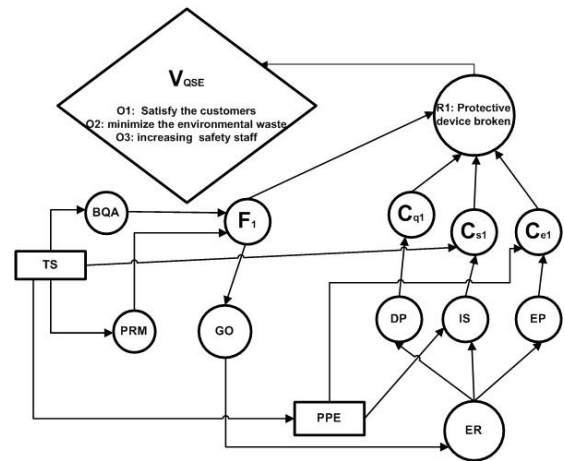 VQSE
O1: Satisfy the customers
O2: minimize the environmental waste
O3: increasing safety staff
R1: Protective
device broken
BQA
F1
Cq1
Cs1
Ce1
TS
PRM
GO
DP
IS
EP
PPE
ER